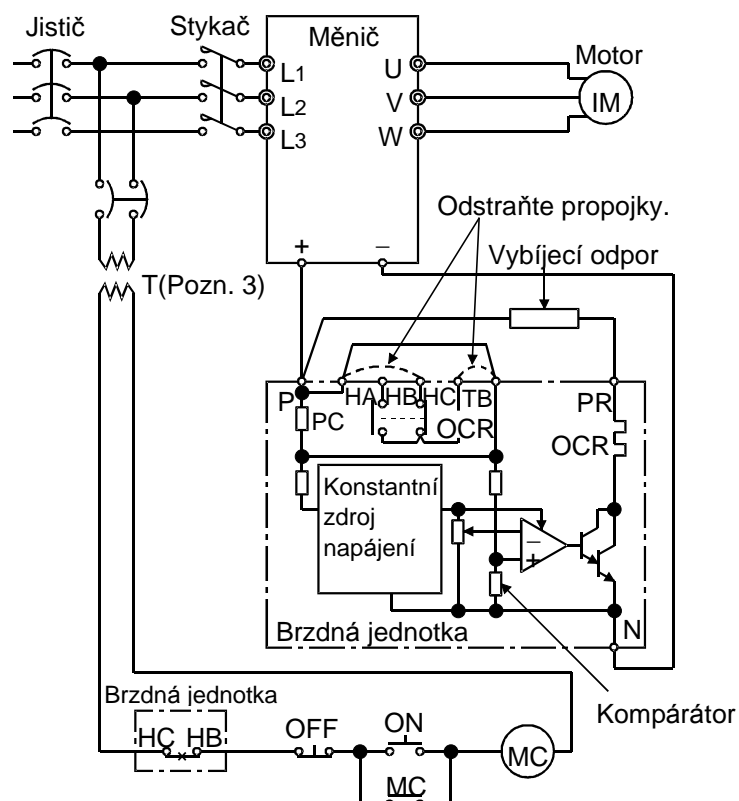 Jistič
Stykač
Měnič
Motor
L1
L2
L3
U
V
W
IM
Odstraňte propojky.
Vybíjecí odpor
+
−
T(Pozn. 3)
P
HA
HB
HC
TB
PR
PC
OCR
OCR
Konstantní
zdroj
napájení
−
+
N
Brzdná jednotka
Kompárátor
Brzdná jednotka
HC
HB
OFF
ON
MC
MC